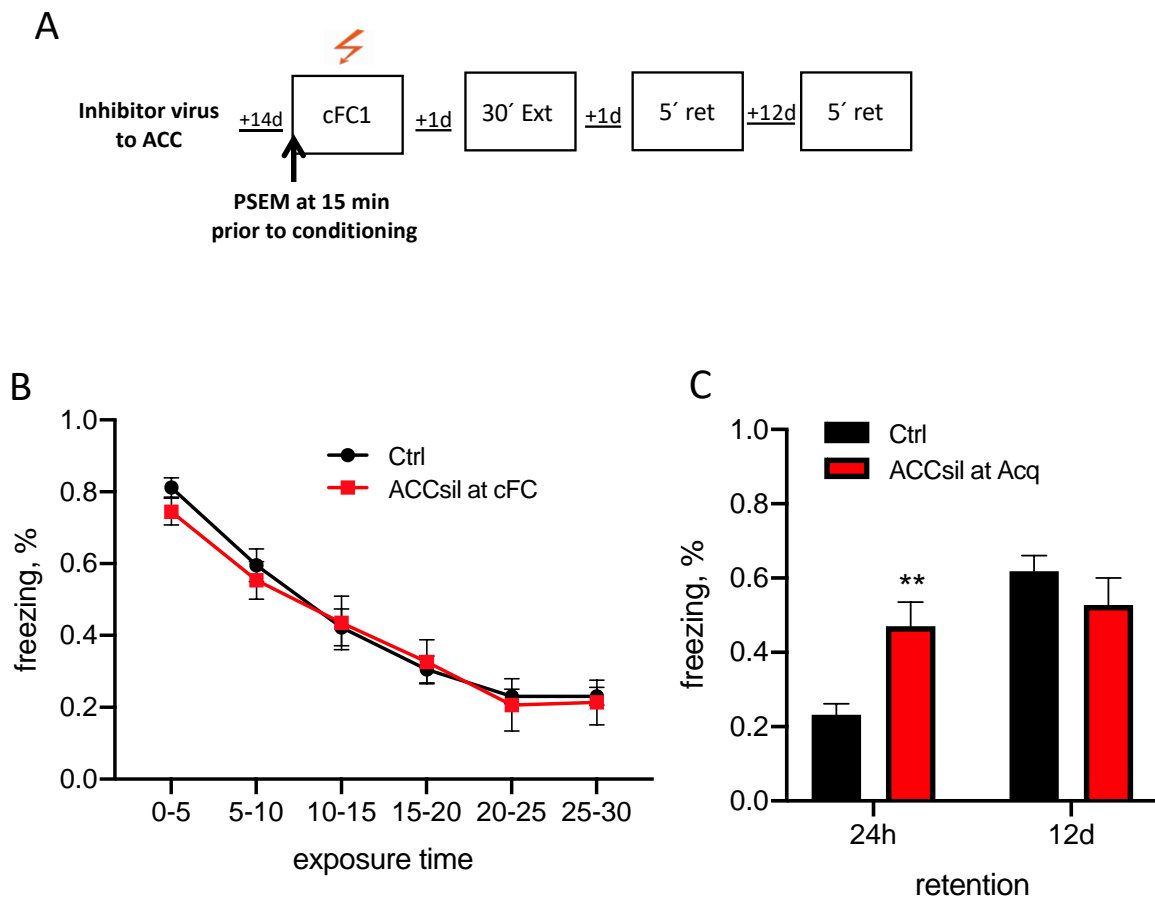 A
Inhibitor virus
to ACC
+14d
cFC1
+1d
30´ Ext
+1d
5´ ret
+12d
5´ ret
PSEM at 15 min
prior to conditioning
B
1.0
0.8
0.6
0.4
0.2
0.0
freezing, %
Ctrl
ACCsil at cFC
0-5 5-10 10-15 15-20 20-25 25-30
exposure time
C
1.0
0.8
0.6
0.4
0.2
0.0
freezing, %
Ctrl
ACCsil at Acq
**
24h 12d
retention